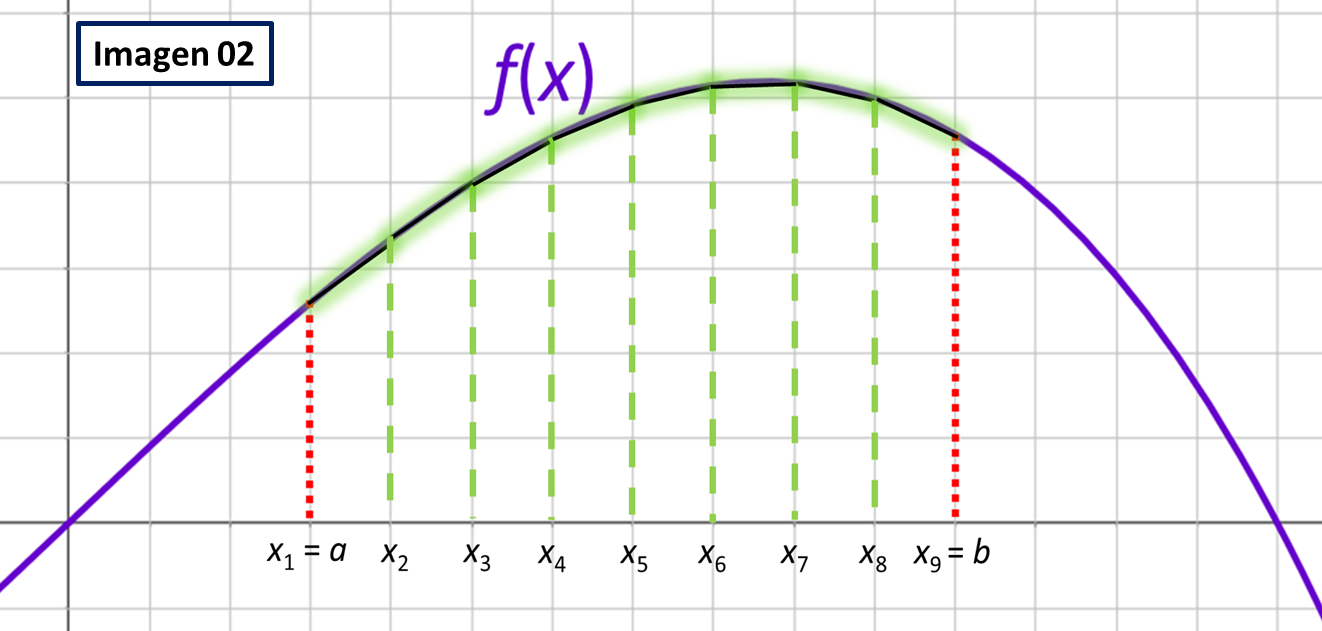 Imagen 02
f(x)
x₁ = a x₂ x₃ x₄ x₅ x₆ x₇ x₈ x₉ = b